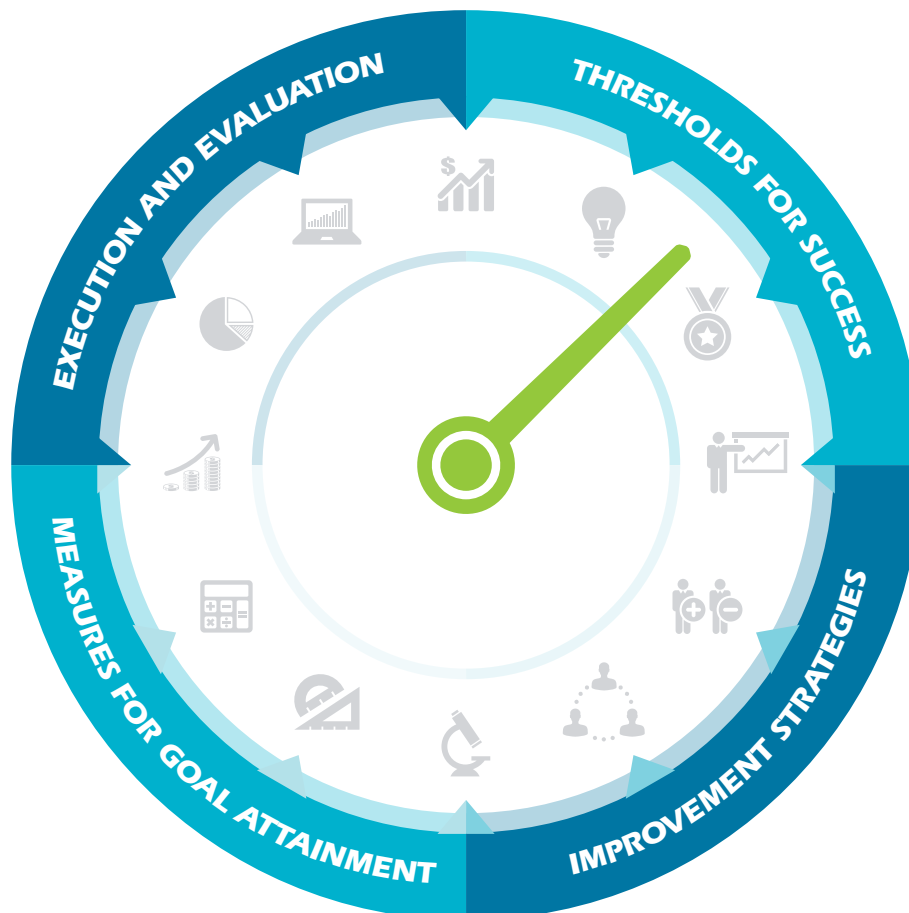 EXECUTION AND EVALUATION
THRESHOLDS FOR SUCCESS
MEASURES FOR GOAL ATTAINMENT
IMPROVEMENT STRATEGIES